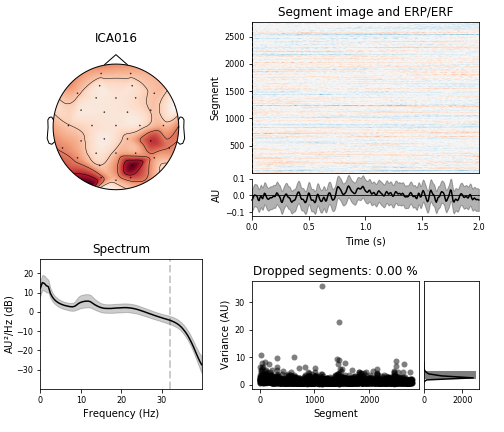 ICA016
Segment image and ERP/ERF
Segment
2500
2000
1500
1000
500
AU
0.1
0.0
−0.1
0.0 0.5 1.0 1.5 2.0
Time (s)
Spectrum
AU²/Hz (dB)
20
10
0
−10
−20
−30
0 10 20 30
Frequency (Hz)
Dropped segments: 0.00 %
Variance (AU)
30
20
10
0
0 1000 2000
Segment
0 2000